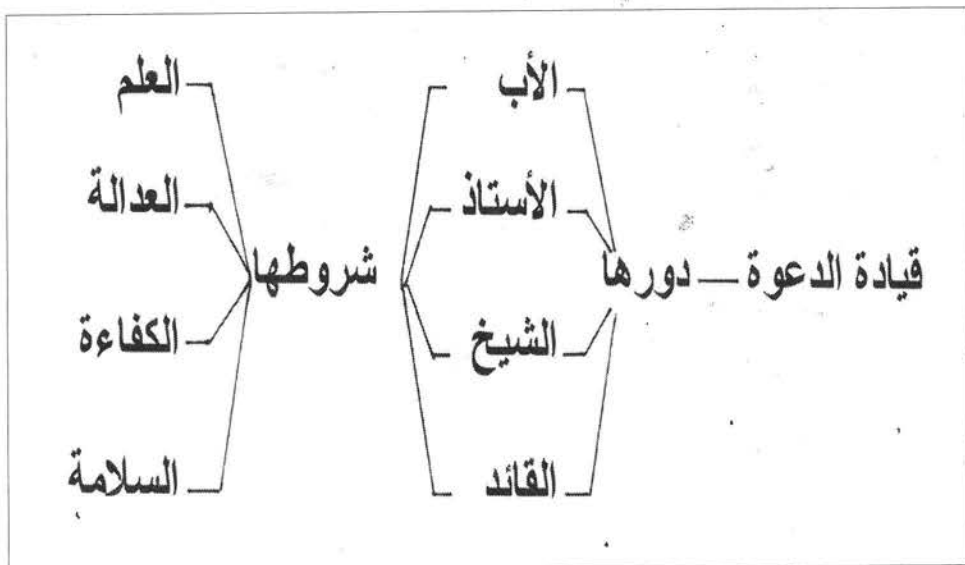 قيادة الدعوة
دورها
الأب
الأستاذ
الشيخ
القائد
شروطها
العلم
العدالة
الكفاءة
السلامة